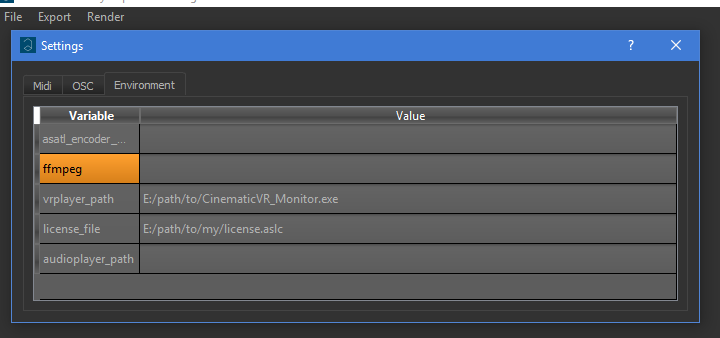 File Export Render
Settings
Midi OSC Environment
Variable Value
asatl_encoder_...
ffmpeg
vrplayer_path E:/path/to/CinematicVR_Monitor.exe
license_file E:/path/to/my/license.aslc
audioplayer_path